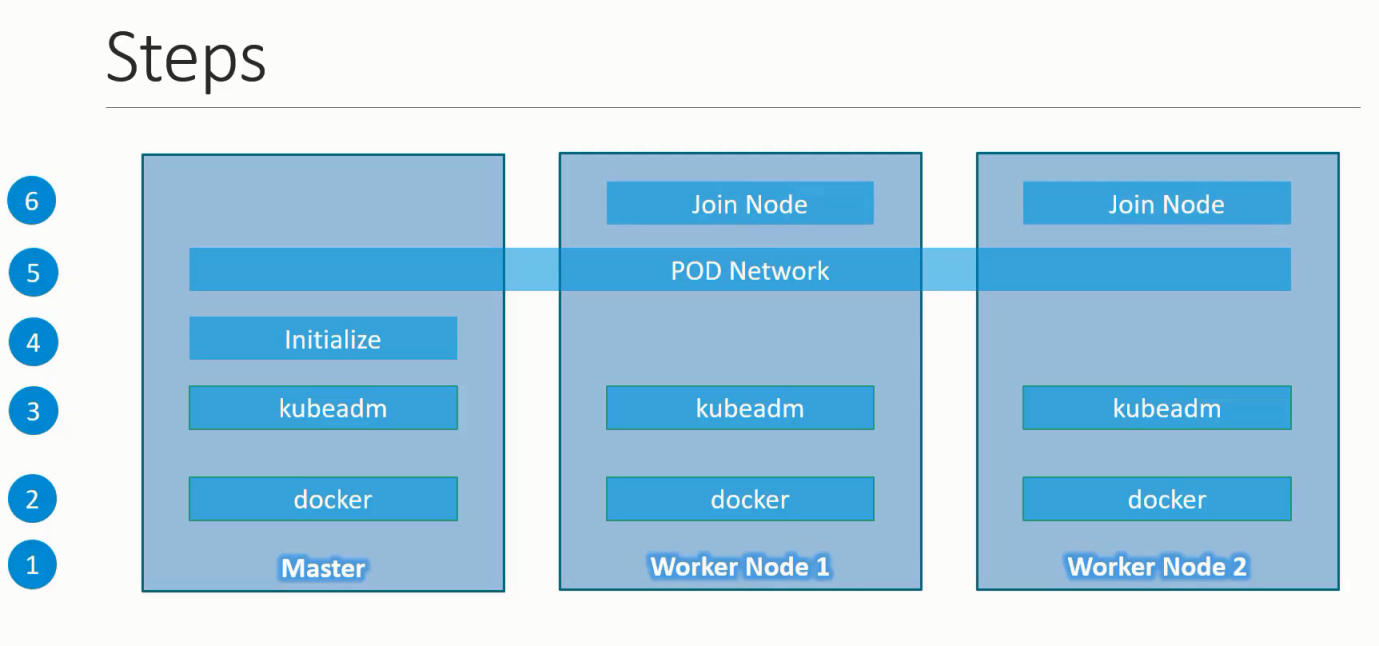 Steps
6
Join Node
Join Node
5
POD Network
4
Initialize
3
kubeadm
kubeadm
kubeadm
2
docker
docker
docker
1
Master
Worker Node 1
Worker Node 2